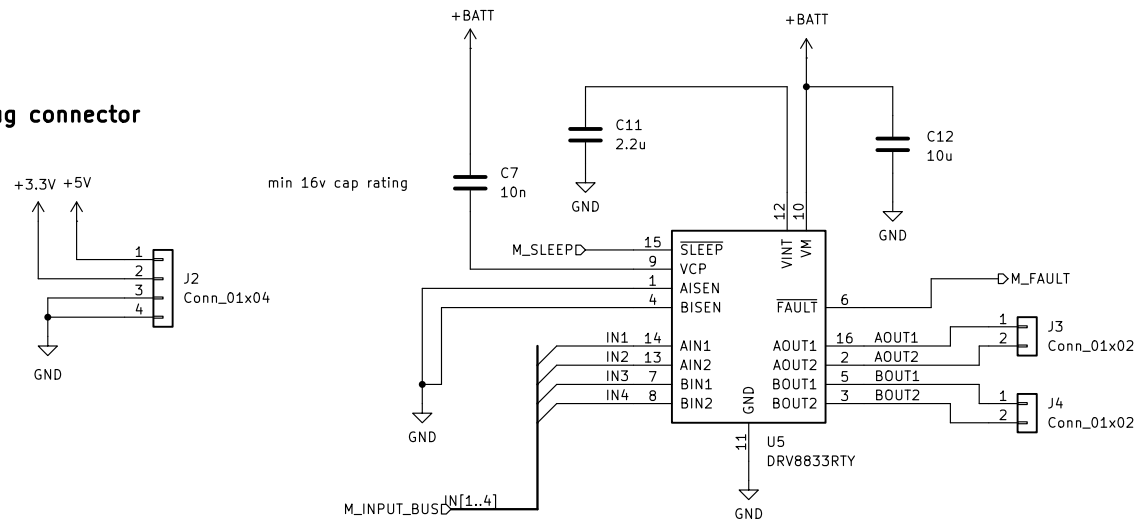 +BATT
+BATT
connector
C11
2.2u
C12
10u
+3.3V +5V
min 16v cap rating
C7
10n
GND
GND
12
10
M_SLEEP
15
SLEEP
VINT
VM
9
VCP
1
AISEN
4
BISEN
FAULT
6
M_FAULT
1
2
3
4
J2
Conn_01x04
GND
IN1
14
AIN1
IN2
13
AIN2
IN3
7
BIN1
IN4
8
BIN2
AOUT1
16
AOUT1
AOUT2
2
AOUT2
BOUT1
5
BOUT1
BOUT2
3
BOUT2
1
2
J3
Conn_01x02
1
2
J4
Conn_01x02
GND
GND
11
U5
DRV8833RTY
M_INPUT_BUS
IN[1..4]
GND